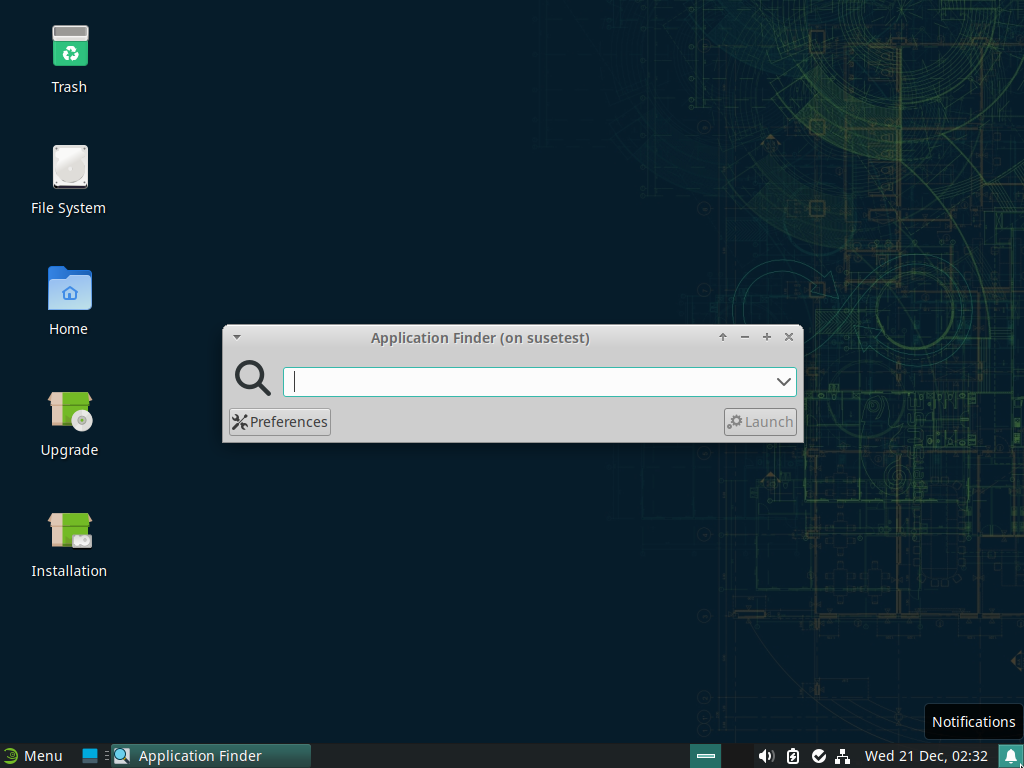 Trash
File System
Home
Upgrade
Installation
Application Finder (on susetest)
Preferences
Launch
Notifications
Menu
Application Finder
Wed 21 Dec, 02:32